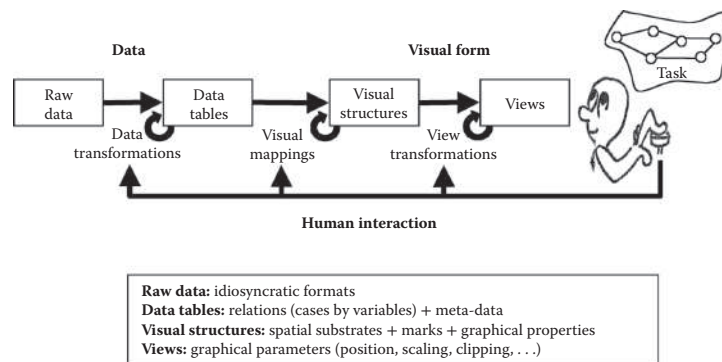 Data
Visual form
Task
Raw
data
Data
tables
Visual
structures
Views
Data
transformations
Visual
mappings
View
transformations
Human interaction
Raw data: idiosyncratic formats
Data tables: relations (cases by variables) + meta-data
Visual structures: spatial substrates + marks + graphical properties
Views: graphical parameters (position, scaling, clipping, . . .)